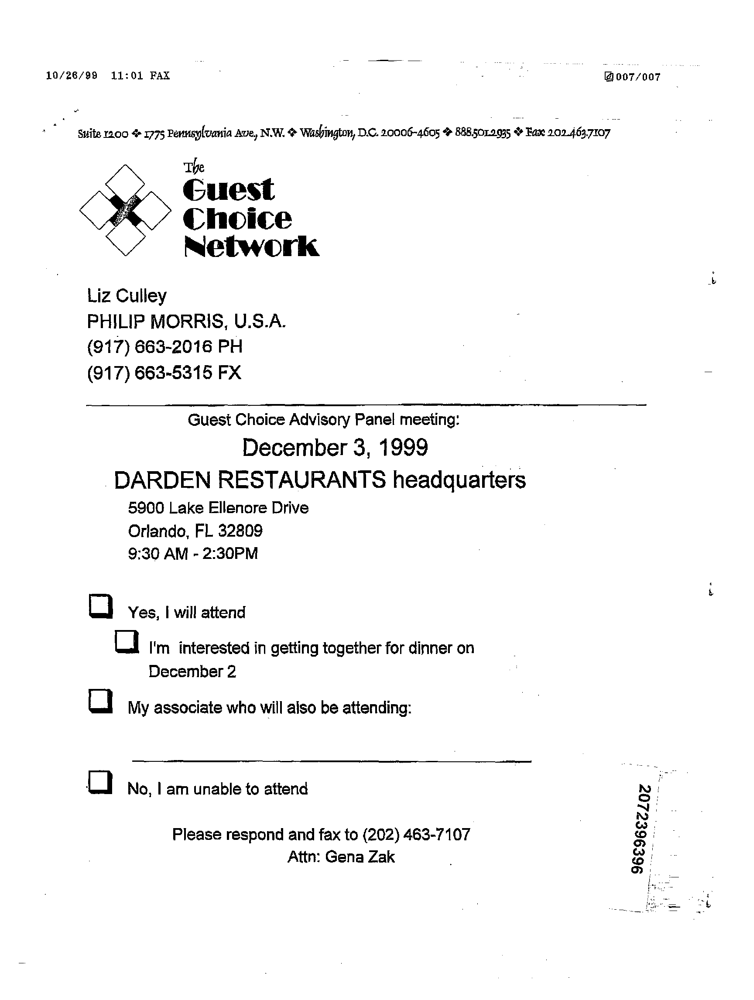 10/26/99 11:01 FAX
007/007
Suite 1200 ❖ 1775 Pennsylvania Ave., N.W. ❖ Washington, D.C. 20006-4605 ❖ 888.501.2935 ❖ Fax: 202.463.7107
The
Guest
Choice
Network
Liz Culley
PHILIP MORRIS, U.S.A.
(917) 663-2016 PH
(917) 663-5315 FX
Guest Choice Advisory Panel meeting:
December 3, 1999
DARDEN RESTAURANTS headquarters
5900 Lake Ellenore Drive
Orlando, FL 32809
9:30 AM - 2:30PM
Yes, I will attend
I'm interested in getting together for dinner on
December 2
My associate who will also be attending:
No, I am unable to attend
Please respond and fax to (202) 463-7107
Attn: Gena Zak
2072396396